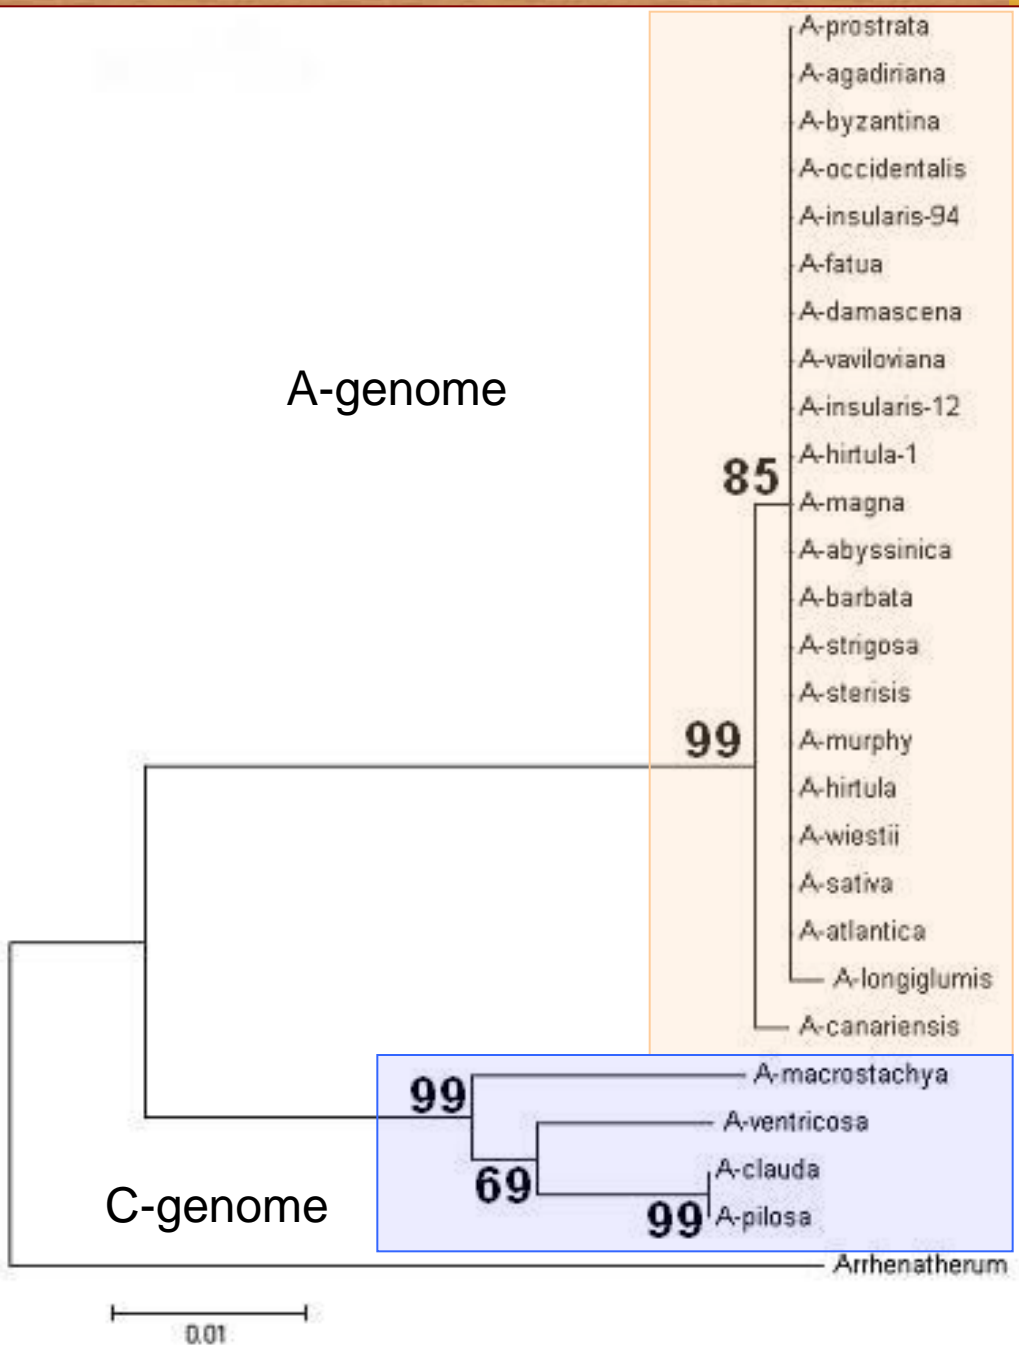 A-prostrata
A-agadiriana
A-byzantina
A-occidentalis
A-insularis-94
A-fatua
A-damascena
A-vaviloviana
A-genome
A-insularis-12
A-hirtula-1
85
A-magna
A-abyssinica
A-barbata
A-strigosa
A-sterisis
99
A-murphy
A-hirtula
A-wiestii
A-sativa
A-atlantica
A-longiglumis
A-canariensis
A-macrostachya
99
A-ventricosa
A-clauda
69
C-genome
99
A-pilosa
Arrhenatherum
0.01